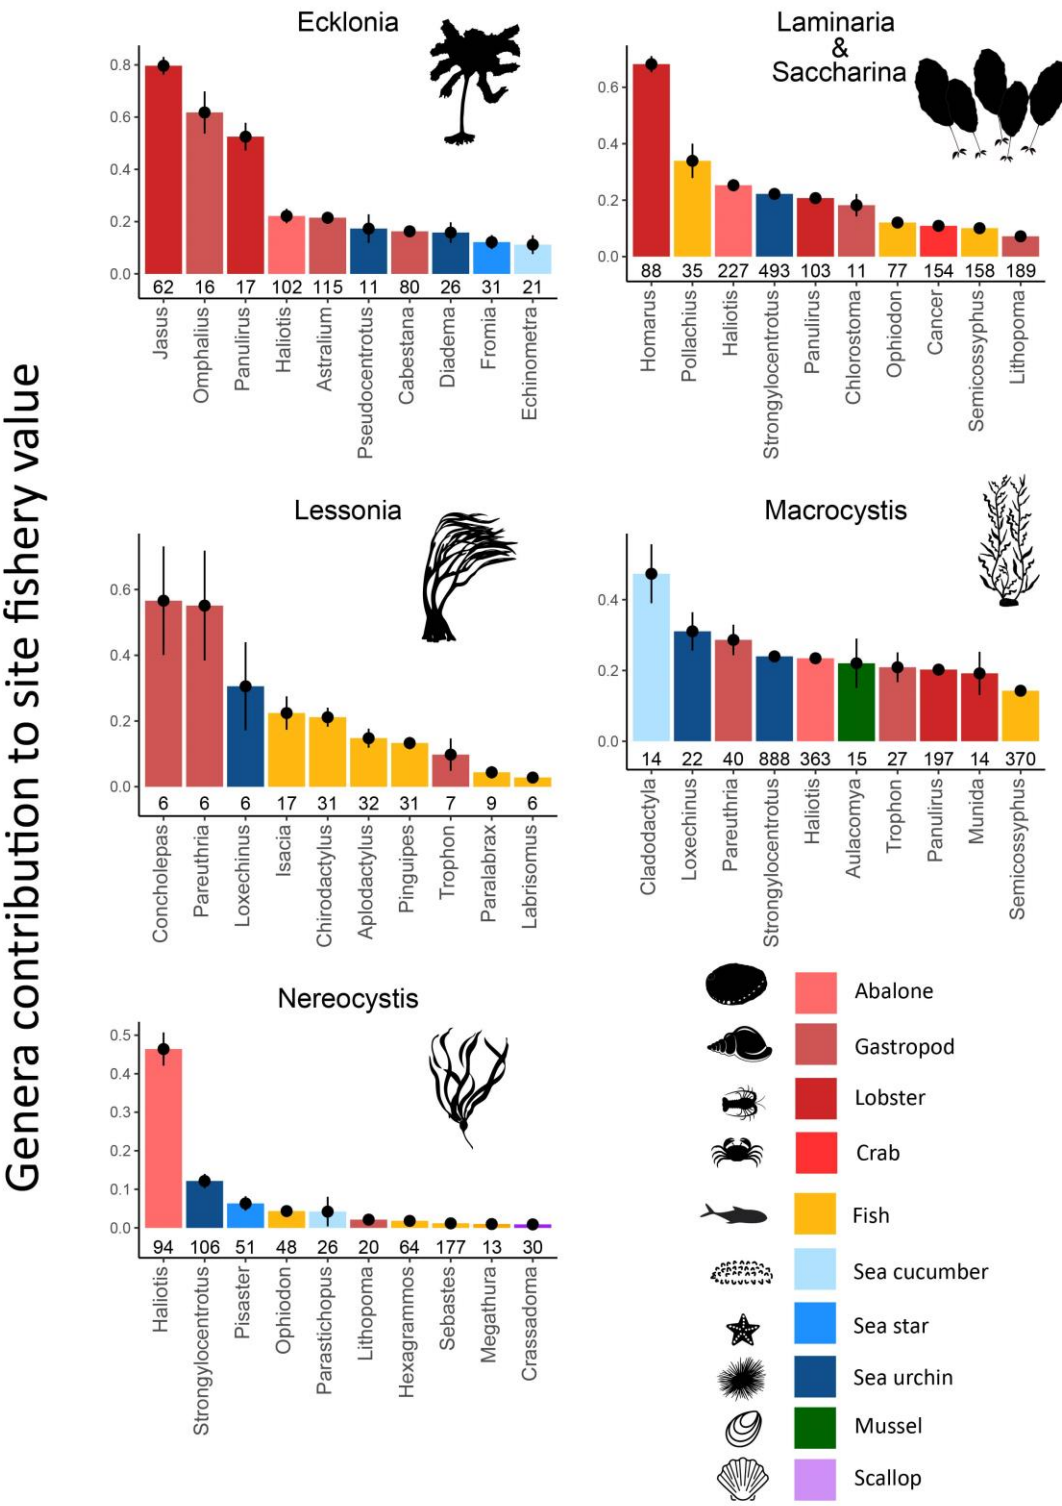 Genera contribution to site fishery value
Ecklonia
0.8
0.6
0.4
0.2
0.0
62 16 17 102 115 11 80 26 31 21
Jasus
Omphalius
Panulirus
Haliotis
Astralium
Pseudocentrotus
Cabestana
Diadema
Fromia
Echinometra
Laminaria
&
Saccharina
0.6
0.4
0.2
0.0
88 35 227 493 103 11 77 154 158 189
Homarus
Pollachius
Haliotis
Strongylocentrotus
Panulirus
Chlorostoma
Ophiodon
Cancer
Semicossyphus
Lithopoma
Lessonia
0.6
0.4
0.2
0.0
6 6 6 17 31 32 31 7 9 6
Concholepas
Pareuthria
Loxechinus
Isacia
Chirodactylus
Aplodactylus
Pinguipes
Trophon
Paralabrax
Labrisomus
Macrocystis
0.4
0.2
0.0
14 22 40 888 363 15 27 197 14 370
Cladodactyla
Loxechinus
Pareuthria
Strongylocentrotus
Haliotis
Aulacomya
Trophon
Panulirus
Munida
Semicossyphus
Nereocystis
0.5
0.4
0.3
0.2
0.1
0.0
94 106 51 48 26 20 64 177 13 30
Haliotis
Strongylocentrotus
Pisaster
Ophiodon
Parastichopus
Lithopoma
Hexagrammos
Sebastes
Megathura
Crassadoma
Abalone
Gastropod
Lobster
Crab
Fish
Sea cucumber
Sea star
Sea urchin
Mussel
Scallop